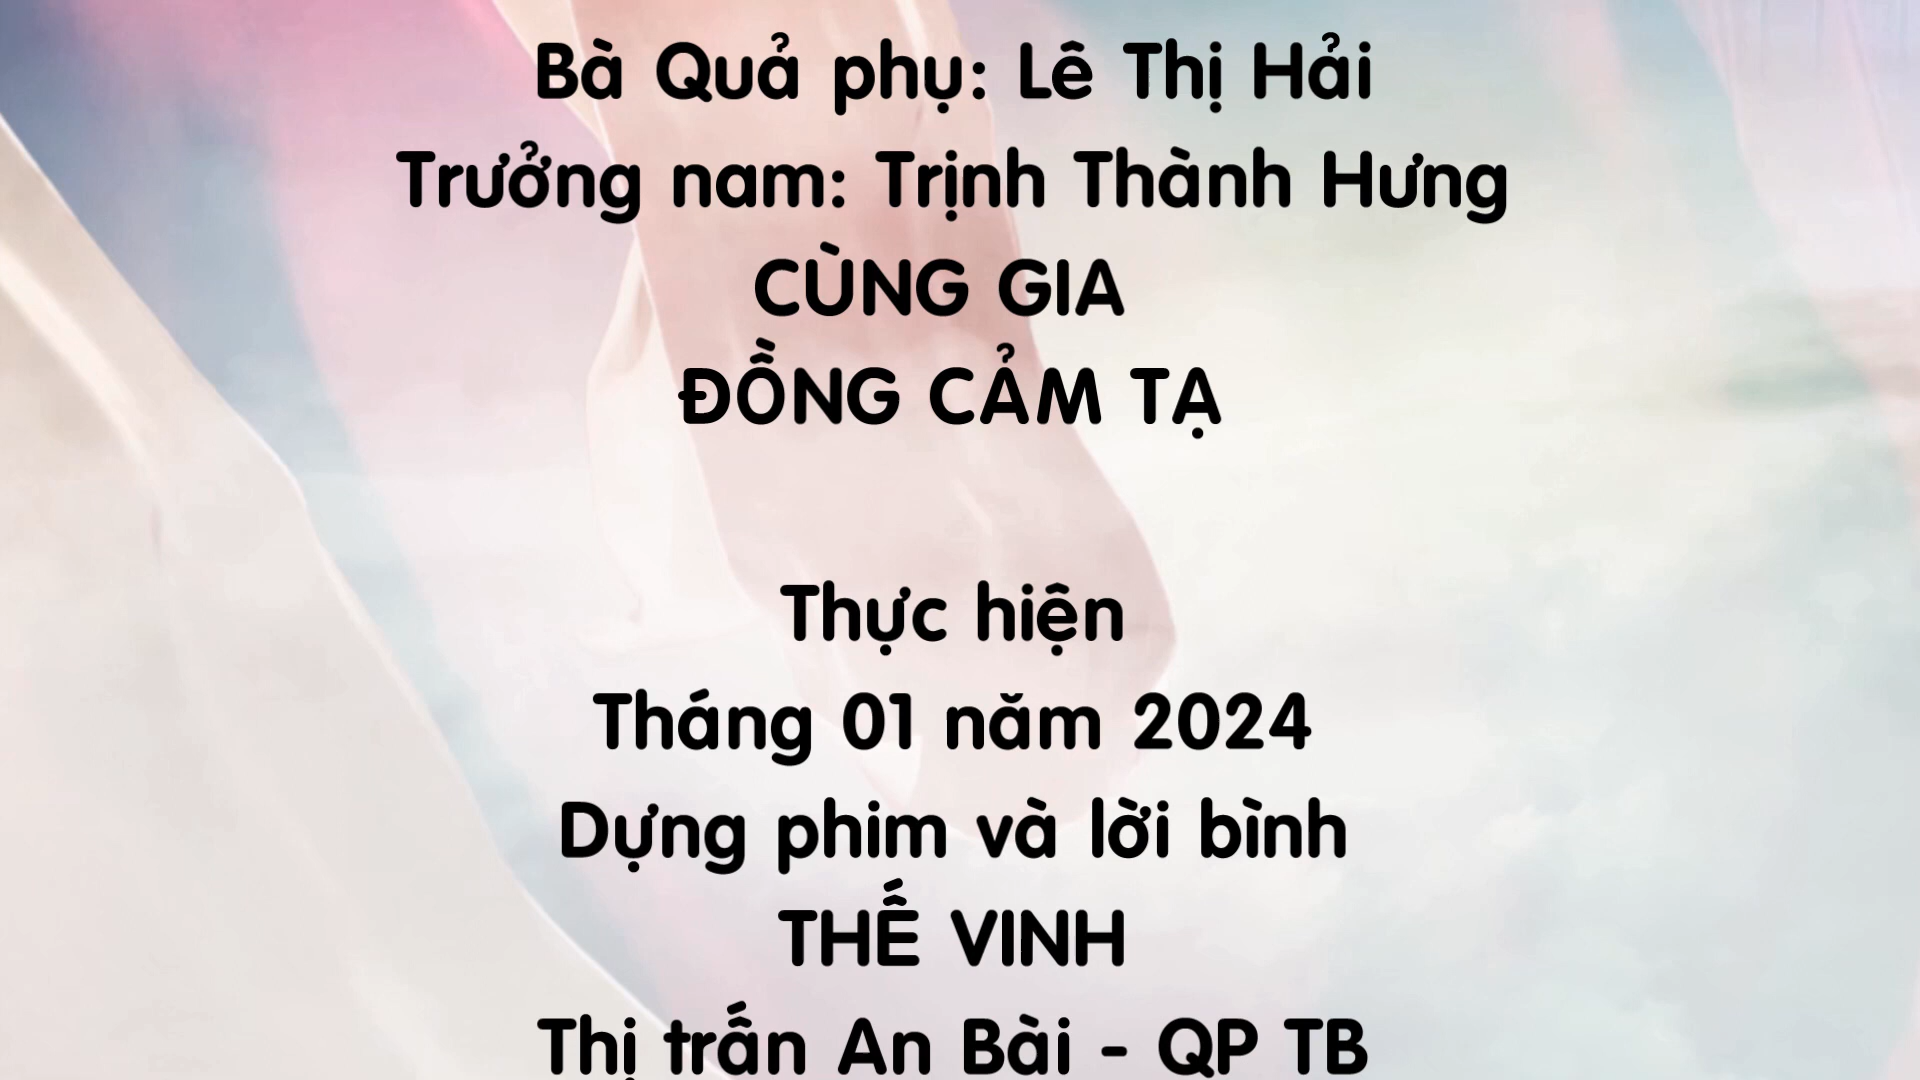 Bà Quả phụ: Lê Thị Hải
Trưởng nam: Trịnh Thành Hưng
CÙNG GIA
ĐỒNG CẢM TẠ
Thực hiện
Tháng 01 năm 2024
Dựng phim và lời bình
THẾ VINH
Thị trấn An Bài - QP TB